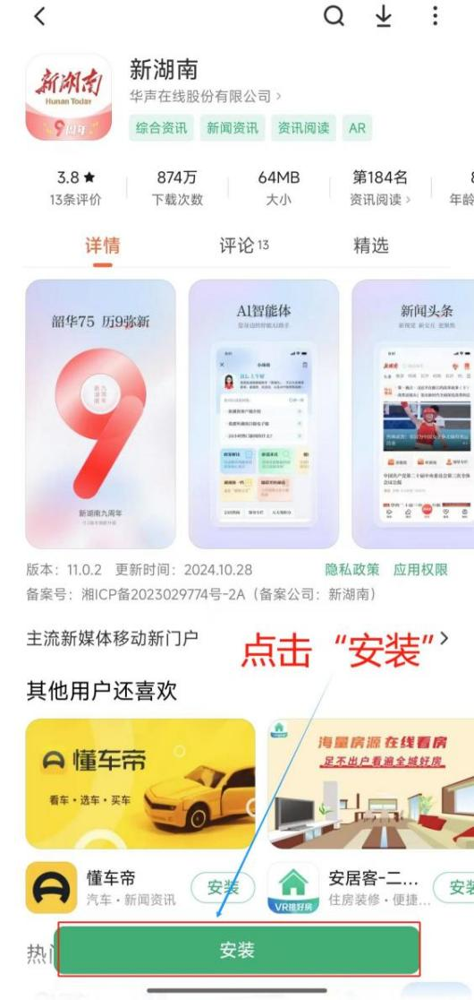 新湖南
Hunan Today
9周年
新湖南
华声在线股份有限公司
综合资讯 新闻资讯 资讯阅读 AR
3.8★ 874万 64MB 第184名
13条评价 下载次数 大小 资讯阅读 年龄
详情 评论 13 精选
韶华75 历9弥新
新湖南九周年
AI智能体
新闻头条
版本：11.0.2 更新时间：2024.10.28 隐私政策 应用权限
备案号：湘ICP备2023029774号-2A（备案公司：新湖南）
主流新媒体移动新门户
点击“安装”
其他用户还喜欢
懂车帝
看车·选车·买车
海量房源 在线看房
足不出户看遍全城好房
懂车帝 安装
汽车·新闻资讯
VR挑好房
安居客-二... 安装
住房装修·便捷...
安装